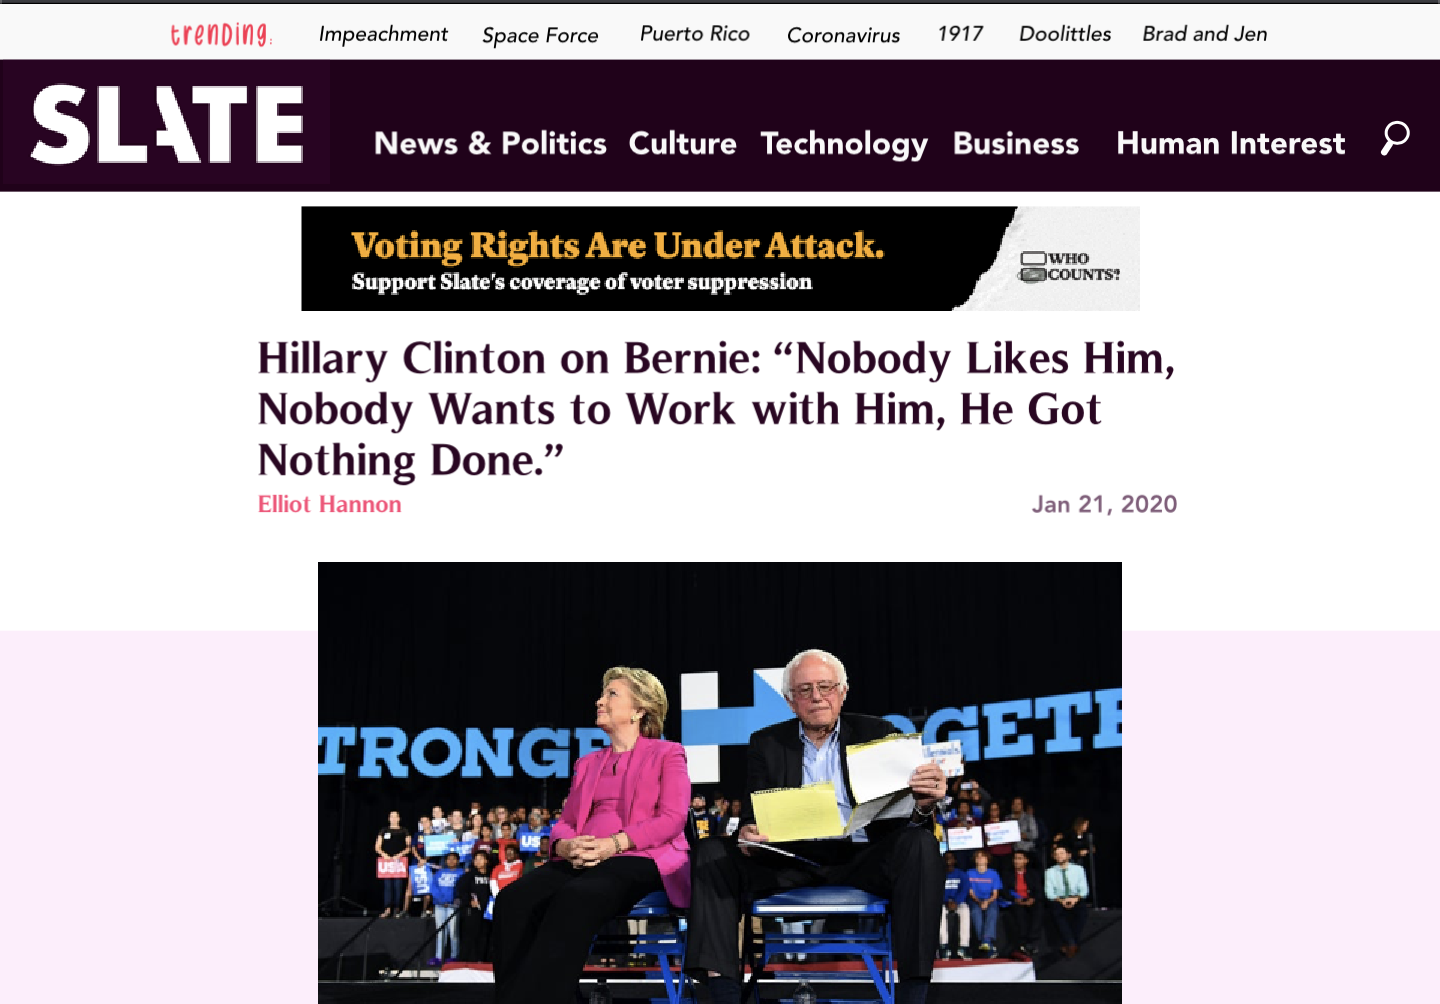 trending:
Impeachment
Space Force
Puerto Rico
Coronavirus
1917
Doolittles
Brad and Jen
SLATE
News & Politics
Culture
Technology
Business
Human Interest
Voting Rights Are Under Attack.
Support Slate's coverage of voter suppression
WHO
COUNTS?
Hillary Clinton on Bernie: “Nobody Likes Him,
Nobody Wants to Work with Him, He Got
Nothing Done.”
Elliot Hannon
Jan 21, 2020
TRONGE
OGETE
USA
USA
US